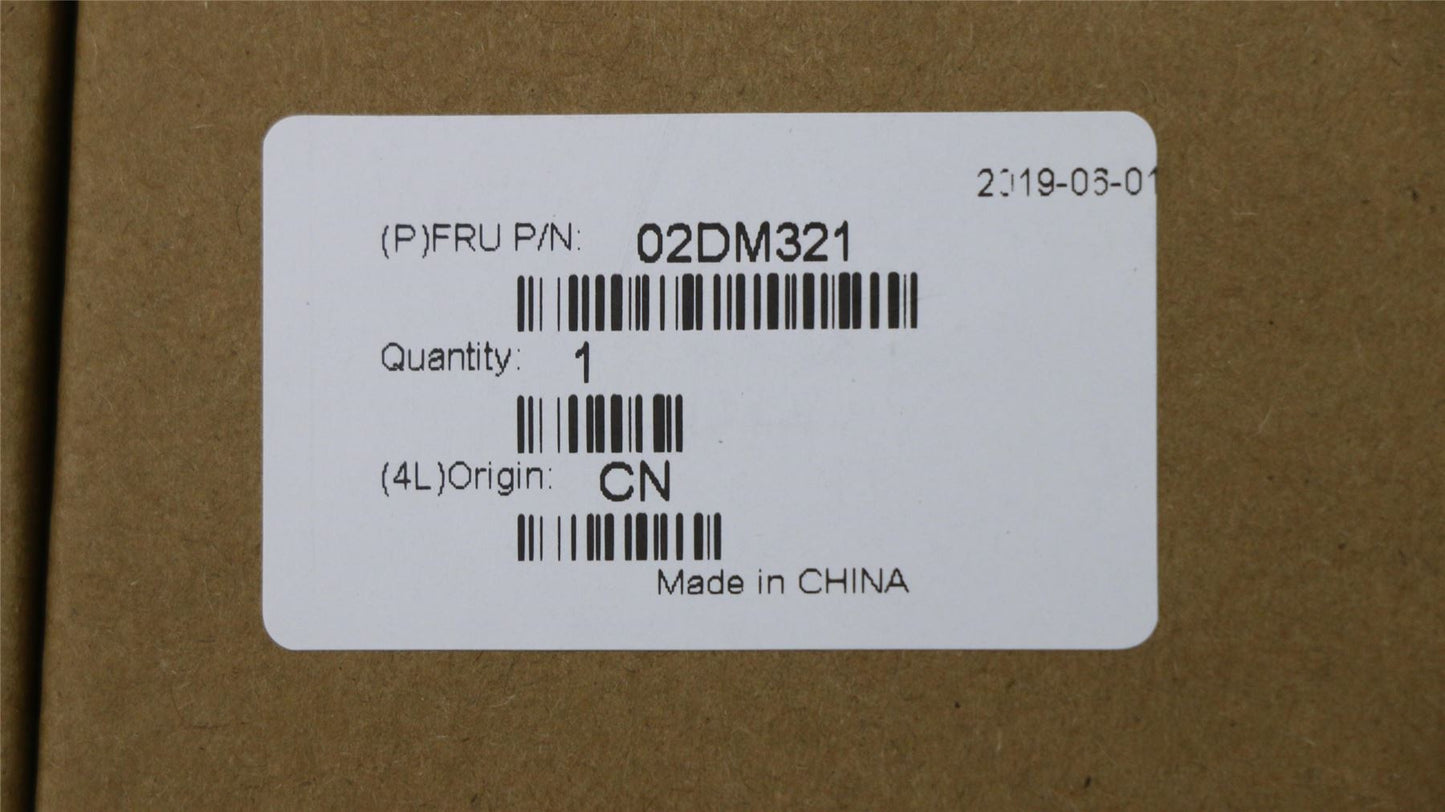 2019-06-01
(P)FRU P/N: 02DM321
Quantity: 1
(4L)Origin: CN
Made in CHINA